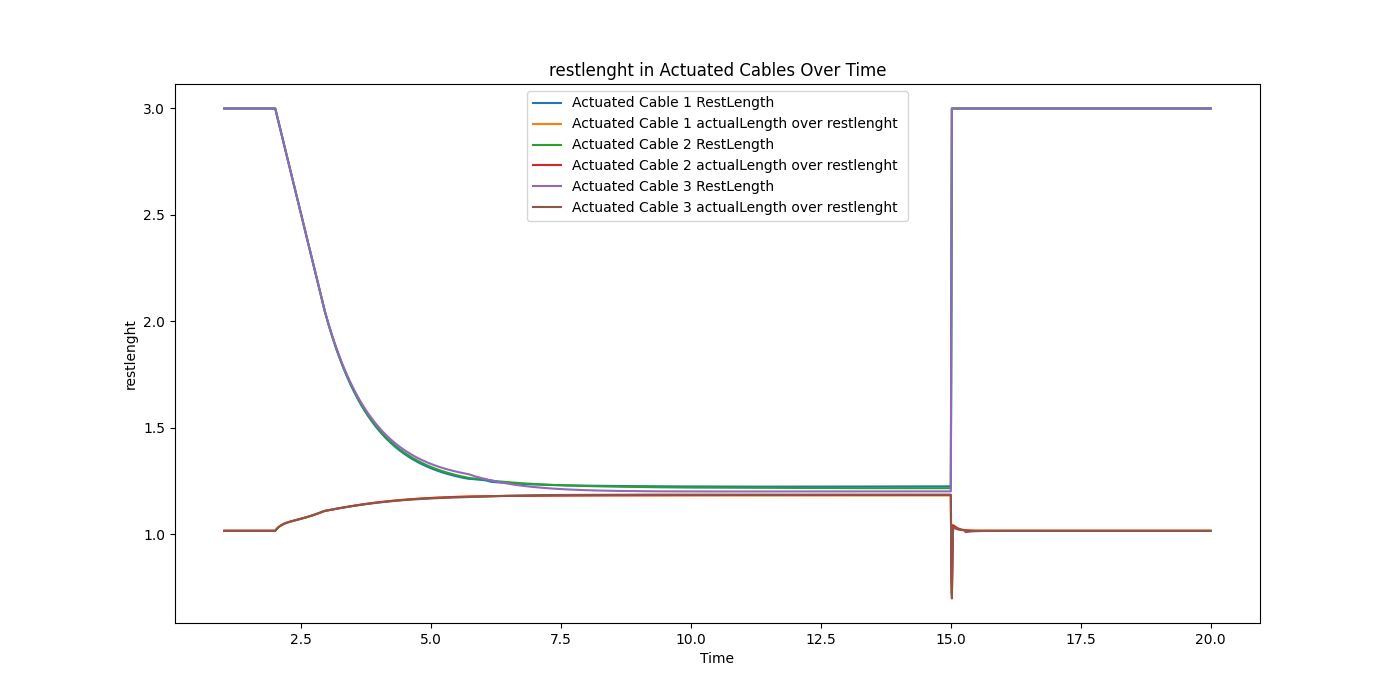 restlenght in Actuated Cables Over Time
Actuated Cable 1 RestLength
Actuated Cable 1 actualLength over restlenght
Actuated Cable 2 RestLength
Actuated Cable 2 actualLength over restlenght
Actuated Cable 3 RestLength
Actuated Cable 3 actualLength over restlenght
restlenght
3.0
2.5
2.0
1.5
1.0
2.5 5.0 7.5 10.0 12.5 15.0 17.5 20.0
Time